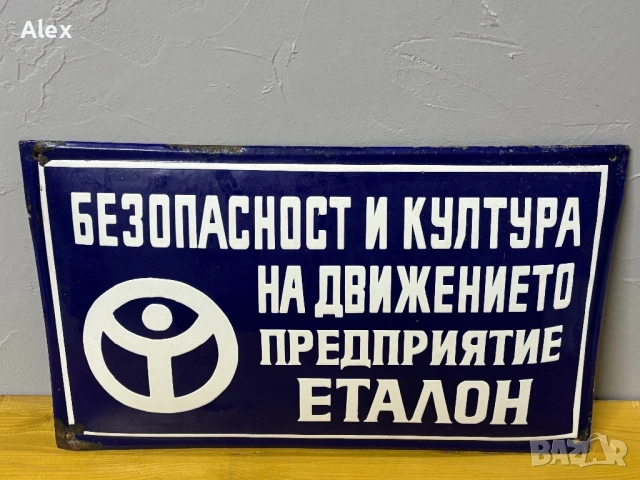 Alex
БЕЗОПАСНОСТ И КУЛТУРА
НА ДВИЖЕНИЕТО
ПРЕДПРИЯТИЕ
ЕТАЛОН
BAZAR